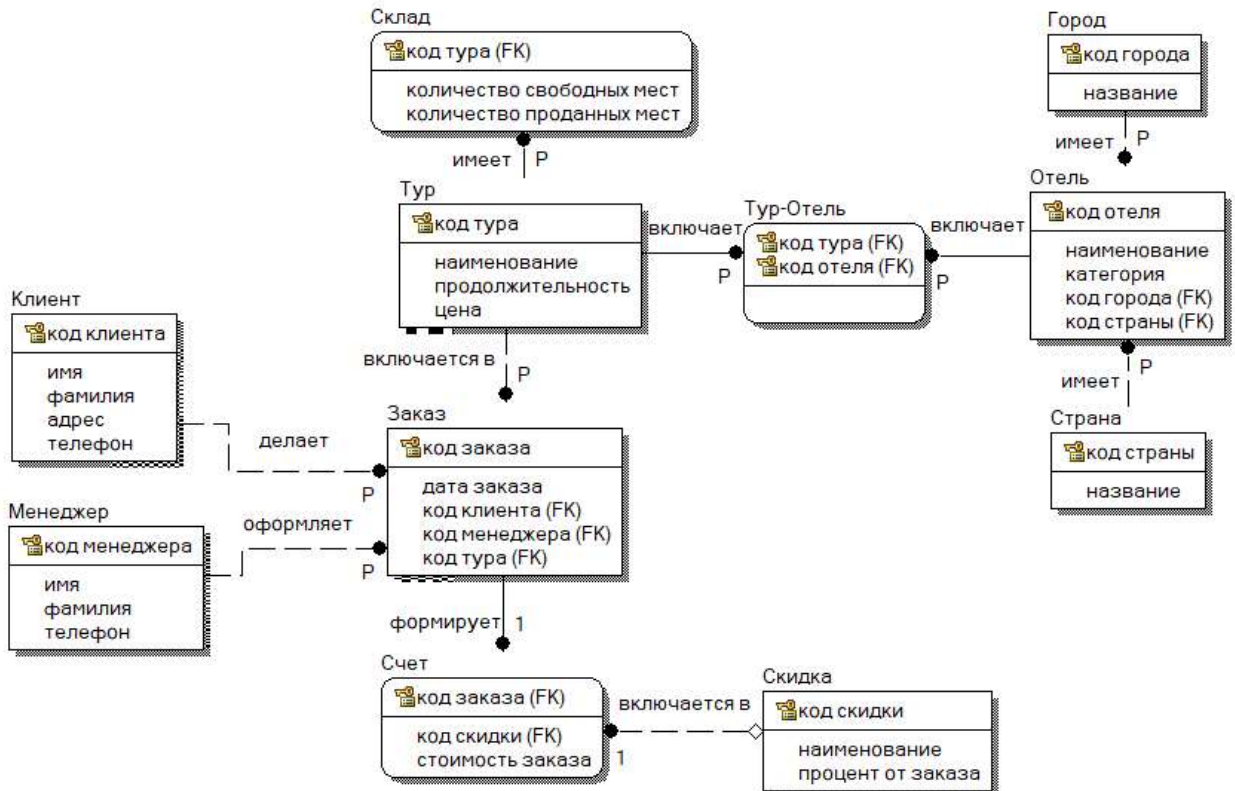 Склад
код тура (FK)
количество свободных мест
количество проданных мест
имеет
P
Город
код города
название
имеет
P
Тур
код тура
наименование
продолжительность
цена
включает
P
Тур-Отель
код тура (FK)
код отеля (FK)
включает
P
Отель
код отеля
наименование
категория
код города (FK)
код страны (FK)
P
имеет
Страна
код страны
название
Клиент
код клиента
имя
фамилия
адрес
телефон
делает
P
включается в
P
Заказ
код заказа
дата заказа
код клиента (FK)
код менеджера (FK)
код тура (FK)
Менеджер
код менеджера
имя
фамилия
телефон
оформляет
P
формирует
1
Счет
код заказа (FK)
код скидки (FK)
стоимость заказа
включается в
1
Скидка
код скидки
наименование
процент от заказа